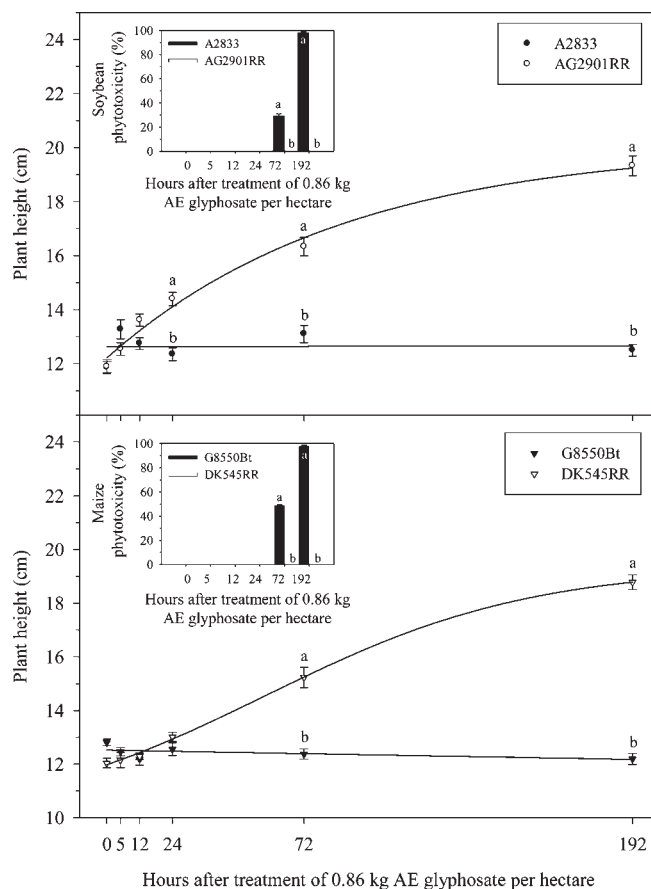 24
22
20
18
16
14
12
Plant height (cm)
A2833
AG2901RR
a
a
a
b
b
b
100
80
60
40
20
0
Soybean
phytotoxicity (%)
A2833
AG2901RR
a
b
a
b
0 5 12 24 72 192
Hours after treatment of 0.86 kg
AE glyphosate per hectare
24
22
20
18
16
14
12
10
Plant height (cm)
G8550Bt
DK545RR
a
a
b
b
100
80
60
40
20
0
Maize
phytotoxicity (%)
G8550Bt
DK545RR
a
b
a
b
0 5 12 24 72 192
Hours after treatment of 0.86 kg
AE glyphosate per hectare
0 5 12 24 72 192
Hours after treatment of 0.86 kg AE glyphosate per hectare